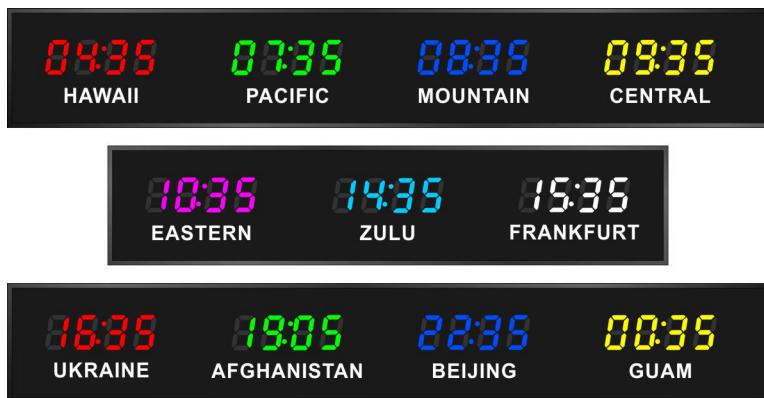 04:35 07:35 08:35 09:35
HAWAII PACIFIC MOUNTAIN CENTRAL
10:35 14:35 15:35
EASTERN ZULU FRANKFURT
16:35 19:05 22:35 00:35
UKRAINE AFGHANISTAN BEIJING GUAM